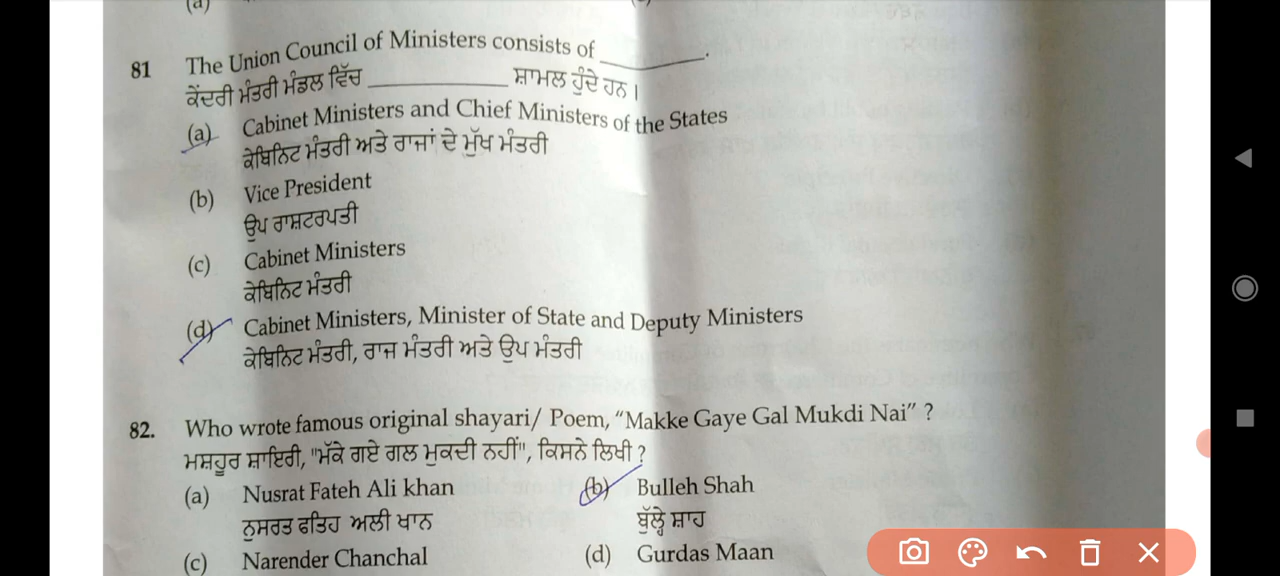 (a)
81 The Union Council of Ministers consists of ________.
ਕੇਂਦਰੀ ਮੰਤਰੀ ਮੰਡਲ ਵਿੱਚ ________ ਸ਼ਾਮਲ ਹੁੰਦੇ ਹਨ।
(a) Cabinet Ministers and Chief Ministers of the States
ਕੇਬਿਨਿਟ ਮੰਤਰੀ ਅਤੇ ਰਾਜਾਂ ਦੇ ਮੁੱਖ ਮੰਤਰੀ
(b) Vice President
ਉਪ ਰਾਸ਼ਟਰਪਤੀ
(c) Cabinet Ministers
ਕੇਬਿਨਿਟ ਮੰਤਰੀ
(d) Cabinet Ministers, Minister of State and Deputy Ministers
ਕੇਬਿਨਿਟ ਮੰਤਰੀ, ਰਾਜ ਮੰਤਰੀ ਅਤੇ ਉਪ ਮੰਤਰੀ
82. Who wrote famous original shayari/ Poem, “Makke Gaye Gal Mukdi Nai” ?
ਮਸ਼ਹੂਰ ਸ਼ਾਇਰੀ, "ਮੱਕੇ ਗਏ ਗਲ ਮੁਕਦੀ ਨਹੀਂ", ਕਿਸਨੇ ਲਿਖੀ ?
(a) Nusrat Fateh Ali khan (b) Bulleh Shah
ਨੁਸਰਤ ਫਤਿਹ ਅਲੀ ਖਾਨ ਬੁੱਲ੍ਹੇ ਸ਼ਾਹ
(c) Narender Chanchal (d) Gurdas Maan